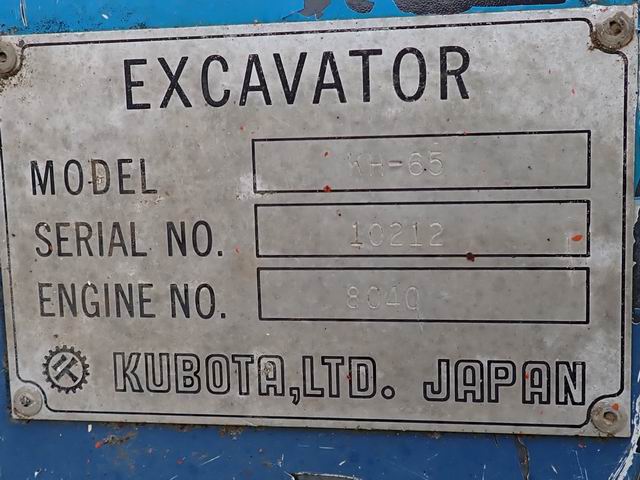 EXCAVATOR
MODEL KH-65
SERIAL NO. 10212
ENGINE NO. 8040
KUBOTA, LTD. JAPAN